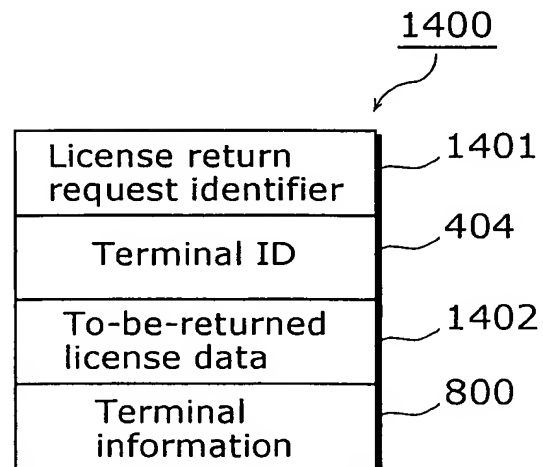 1400
License return
request identifier
1401
Terminal ID
404
To-be-returned
license data
1402
Terminal
information
800